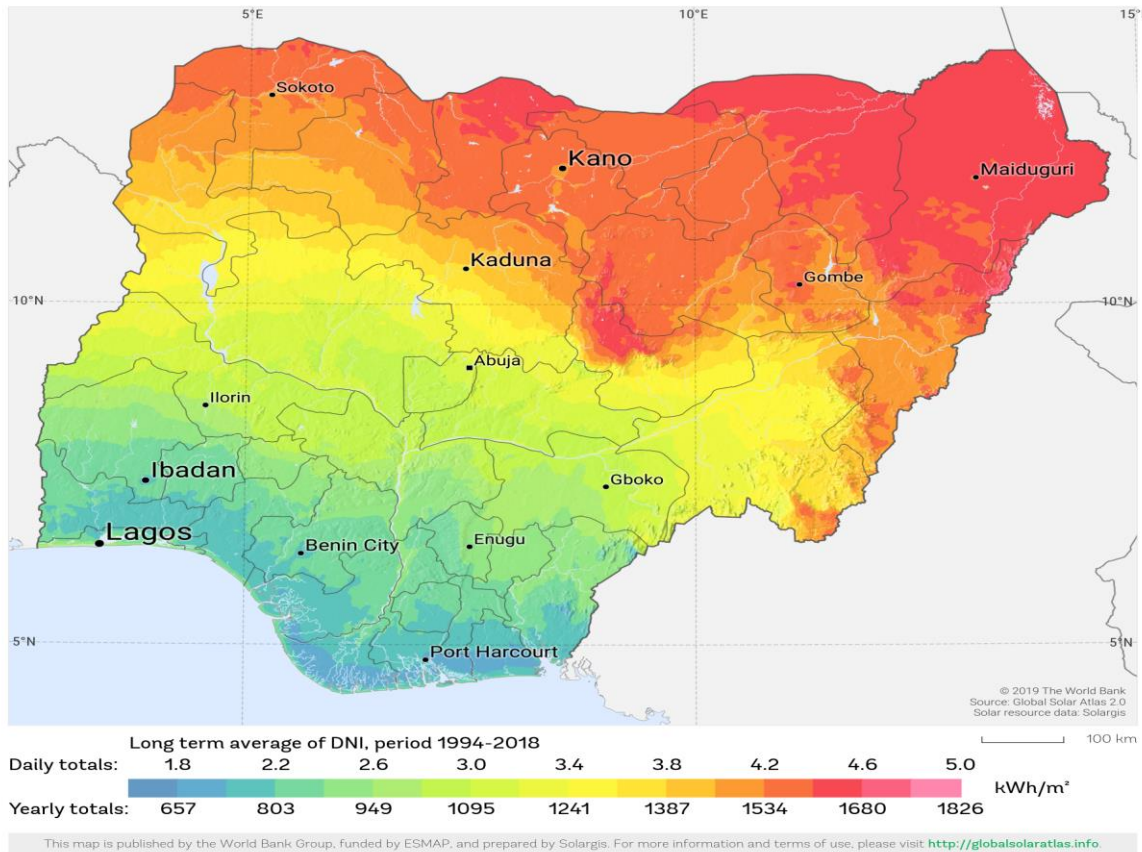 5°E 10°E 15°
Sokoto
Kano
Maiduguri
Kaduna
Gombe
10°N 10°N
Abuja
Ilorin
Ibadan
Gboko
Lagos
Benin City
Enugu
5°N 5°N
Port Harcourt
© 2019 The World Bank
Source: Global Solar Atlas 2.0
Solar resource data: Solargis
100 km
Long term average of DNI, period 1994-2018
Daily totals: 1.8 2.2 2.6 3.0 3.4 3.8 4.2 4.6 5.0
kWh/m²
Yearly totals: 657 803 949 1095 1241 1387 1534 1680 1826
This map is published by the World Bank Group, funded by ESMAP, and prepared by Solargis. For more information and terms of use, please visit http://globalsolaratlas.info.